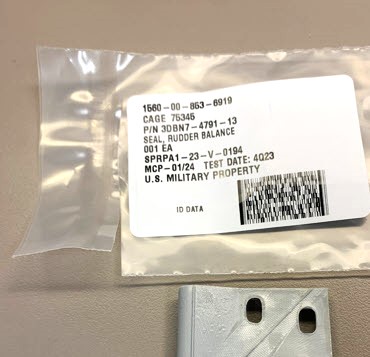 1560-00-863-6919
CAGE 75345
P/N 3DBN7-4791-13
SEAL, RUDDER BALANCE
001 EA
SPRPA1-23-V-0194
MCP-01/24 TEST DATE: 4Q23
U.S. MILITARY PROPERTY
ID DATA